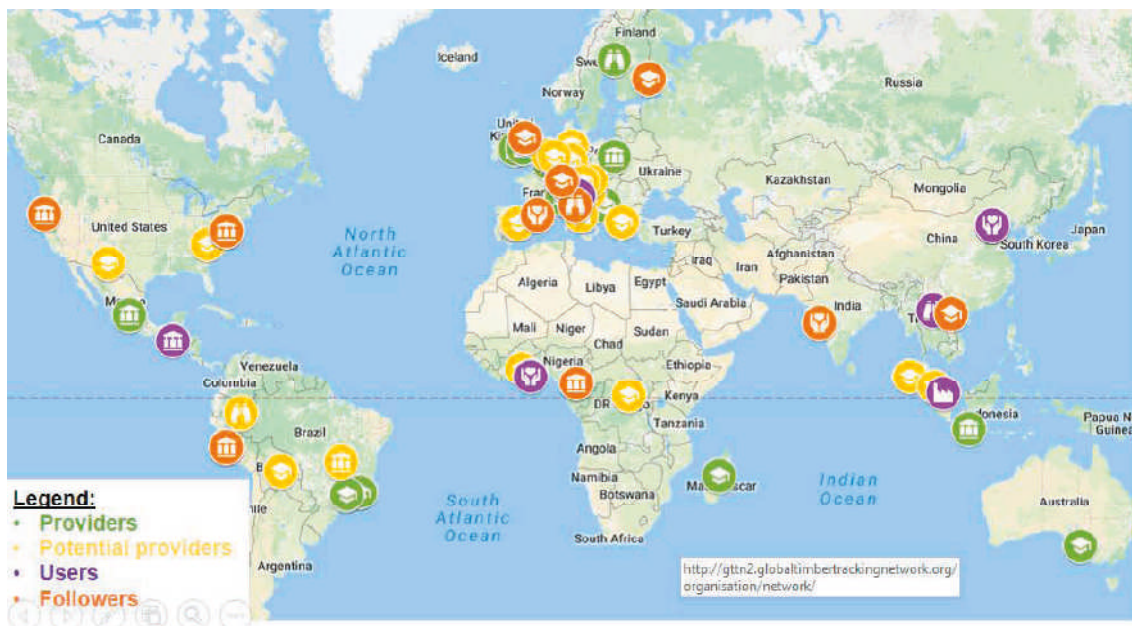 Finland
Iceland
Russia
Norway
Canada
Ukraine
Kazakhstan
Mongolia
United States
North
Atlantic
Ocean
Turkey
China
Japan
South Korea
Afghanistan
Iraq
Iran
Pakistan
Algeria
Libya
Egypt
Saudi Arabia
India
Mali
Niger
Sudan
Chad
Venezuela
Nigeria
Ethiopia
Colombia
DR
Kenya
Papua N
Guine
Tanzania
Brazil
Angola
Namibia
Botswana
Indian
Ocean
South
Atlantic
Ocean
Australia
South Africa
Argentina
Legend:
• Providers
• Potential providers
• Users
• Followers
http://gttn2.globaltimbertrackingnetwork.org/
organisation/network/